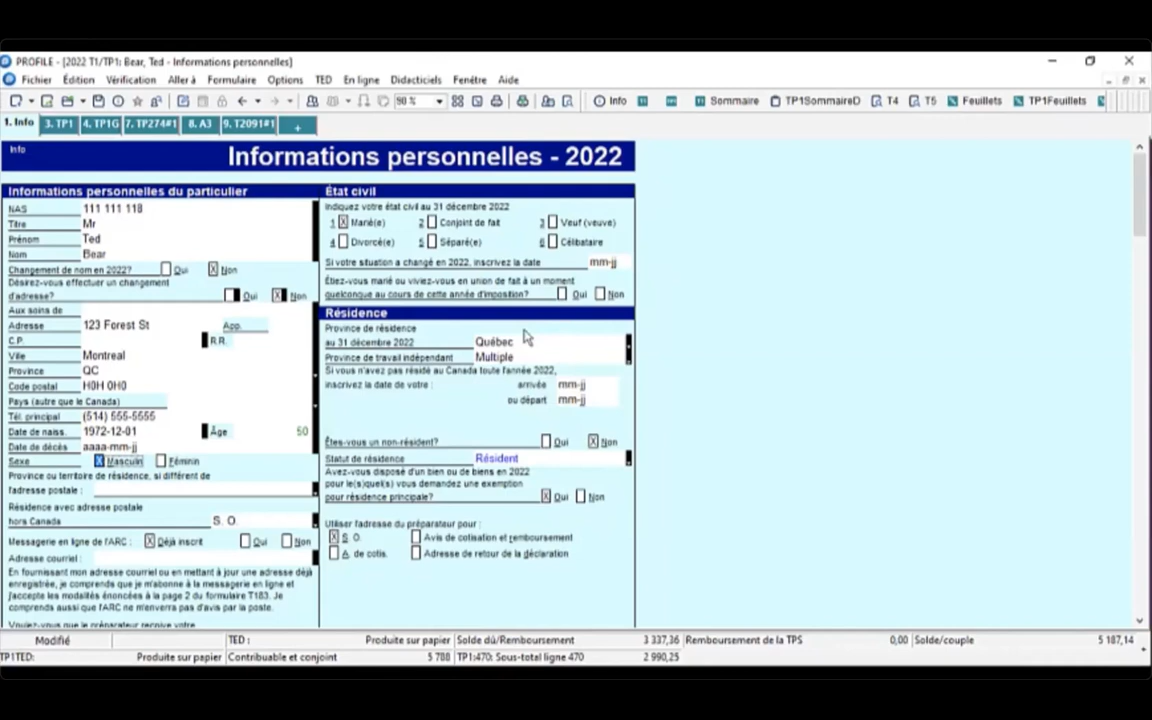 PROFILE - [2022 T1/TP1: Bear, Ted - Informations personnelles]
Fichier Édition Vérification Aller à Formulaire Options TED En ligne Didacticiels Fenêtre Aide
98 % Info Sommaire TP1SommaireD T4 T5 Feuillets TP1Feuillets
1. Info 3. TP1 4. TP1G 7. TP274#1 8. A3 9. T2091#1 +
Info
Informations personnelles - 2022
Informations personnelles du particulier
NAS 111 111 118
Titre Mr
Prénom Ted
Nom Bear
Changement de nom en 2022? Oui X Non
Désirez-vous effectuer un changement
d'adresse? Oui X Non
Aux soins de
Adresse 123 Forest St App.
C.P. R.R.
Ville Montreal
Province QC
Code postal H0H 0H0
Pays (autre que le Canada)
Tél. principal (514) 555-5555
Date de naiss. 1972-12-01 Âge 50
Date de décès aaaa-mm-jj
Sexe X Masculin Féminin
Province ou territoire de résidence, si différent de
l'adresse postale :
Résidence avec adresse postale
hors Canada S. O.
Messagerie en ligne de l'ARC : X Déjà inscrit Oui Non
Adresse courriel :
En fournissant mon adresse courriel ou en mettant à jour une adresse déjà
enregistrée, je comprends que je m'abonne à la messagerie en ligne et
j'accepte les modalités énoncées à la page 2 du formulaire T183. Je
comprends aussi que l'ARC ne m'enverra pas d'avis par la poste.
Voulez-vous que le préparateur reçoive votre
État civil
Indiquez votre état civil au 31 décembre 2022
1 X Marié(e) 2 Conjoint de fait 3 Veuf (veuve)
4 Divorcé(e) 5 Séparé(e) 6 Célibataire
Si votre situation a changé en 2022, inscrivez la date mm-jj
Étiez-vous marié ou viviez-vous en union de fait à un moment
quelconque au cours de cette année d'imposition? Oui Non
Résidence
Province de résidence
au 31 décembre 2022 Québec
Province de travail indépendant Multiple
Si vous n'avez pas résidé au Canada toute l'année 2022,
inscrivez la date de votre : arrivée mm-jj
ou départ mm-jj
Êtes-vous un non-résident? Oui X Non
Statut de résidence Résident
Avez-vous disposé d'un bien ou de biens en 2022
pour le(s)quel(s) vous demandez une exemption
pour résidence principale? X Oui Non
Utiliser l'adresse du préparateur pour :
X S. O. Avis de cotisation et remboursement
A. de cotis. Adresse de retour de la déclaration
Modifié TED : Produite sur papier Solde dû/Remboursement 3 337,36 Remboursement de la TPS 0,00 Solde/couple 5 187,14
TP1TED: Produite sur papier Contribuable et conjoint 5 788 TP1:470: Sous-total ligne 470 2 990,25